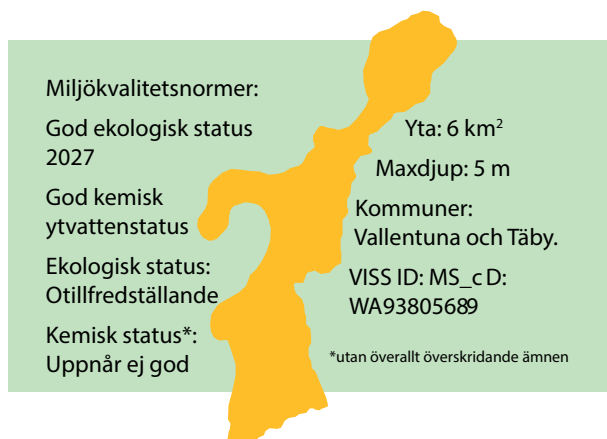 Miljökvalitetsnormer:
God ekologisk status
2027
God kemisk
ytvattenstatus
Ekologisk status:
Otillfredställande
Kemisk status*:
Uppnår ej god
Yta: 6 km²
Maxdjup: 5 m
Kommuner:
Vallentuna och Täby.
VISS ID: MS_c D:
WA93805689
*utan överallt överskridande ämnen